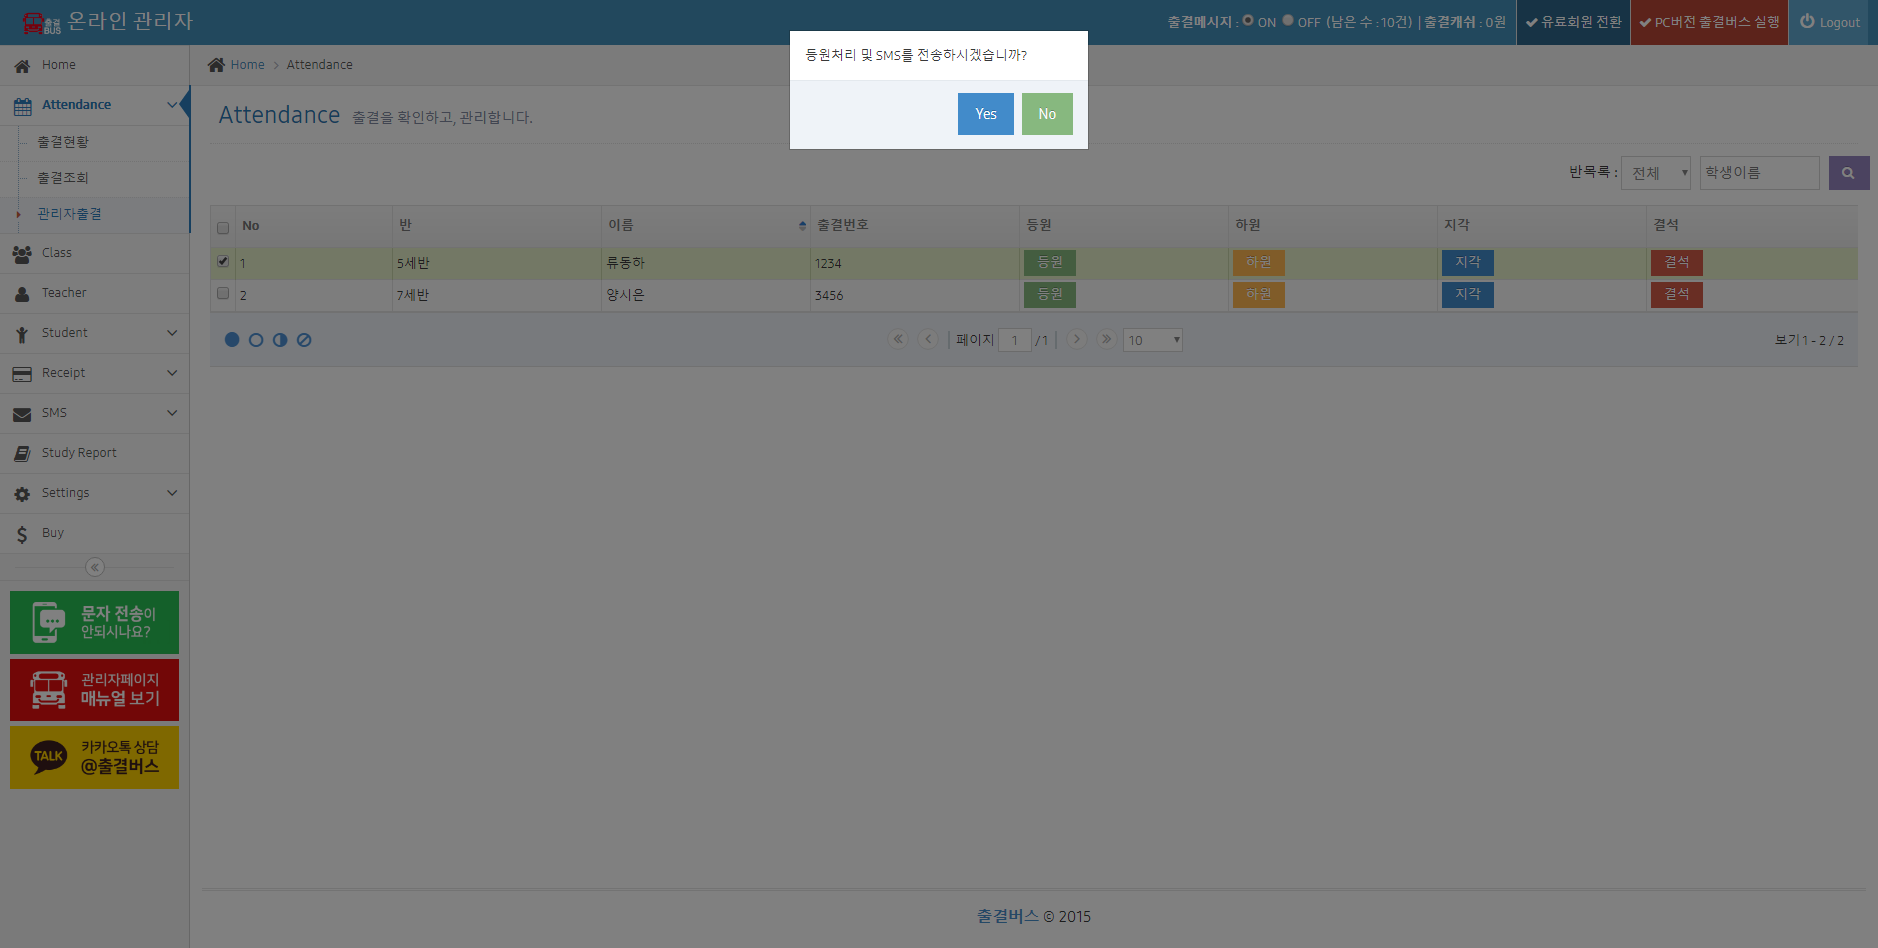 출결 BUS 온라인 관리자
출결메시지 : ON OFF (남은 수 : 10건) | 출결캐쉬 : 0원
유료회원 전환
PC버전 출결버스 실행
Logout
등원처리 및 SMS를 전송하시겠습니까?
Yes No
Home
Attendance
출결현황
출결조회
관리자출결
Class
Teacher
Student
Receipt
SMS
Study Report
Settings
Buy
문자 전송이
안되시나요?
관리자페이지
매뉴얼 보기
TALK
카카오톡 상담
@출결버스
Home > Attendance
Attendance 출결을 확인하고, 관리합니다.
반목록 : 전체 학생이름
No 반 이름 출결번호 등원 하원 지각 결석
1 5세반 류동하 1234 등원 하원 지각 결석
2 7세반 양시은 3456 등원 하원 지각 결석
페이지 1 / 1 10 보기 1 - 2 / 2
출결버스 © 2015